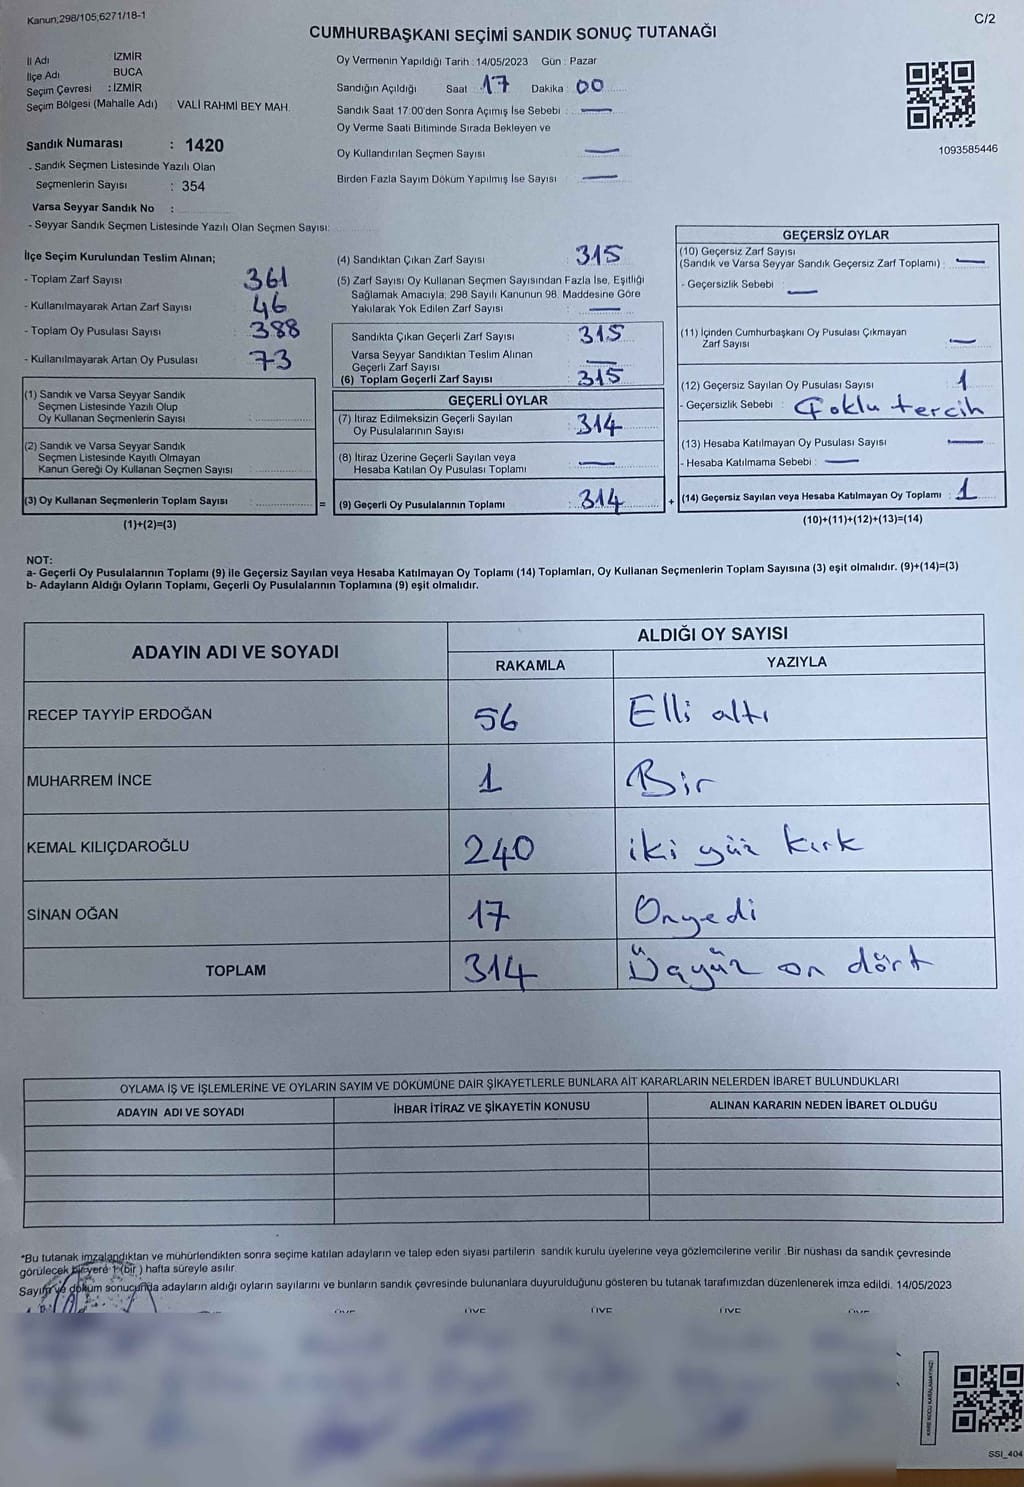 Kanun;298/105;6271/18-1
C/2
CUMHURBAŞKANI SEÇİMİ SANDIK SONUÇ TUTANAĞI
İl Adı İZMİR
İlçe Adı BUCA
Seçim Çevresi : İZMİR
Seçim Bölgesi (Mahalle Adı) : VALİ RAHMİ BEY MAH.
Oy Vermenin Yapıldığı Tarih : 14/05/2023 Gün : Pazar
Sandığın Açıldığı Saat 17 Dakika 00
Sandık Saat 17:00'den Sonra Açımış İse Sebebi : —
Oy Verme Saati Bitiminde Sırada Bekleyen ve
Oy Kullandırılan Seçmen Sayısı —
Birden Fazla Sayım Döküm Yapılmış İse Sayısı : —
1093585446
Sandık Numarası : 1420
- Sandık Seçmen Listesinde Yazılı Olan
Seçmenlerin Sayısı : 354
Varsa Seyyar Sandık No :
- Seyyar Sandık Seçmen Listesinde Yazılı Olan Seçmen Sayısı:
İlçe Seçim Kurulundan Teslim Alınan;
- Toplam Zarf Sayısı 361
- Kullanılmayarak Artan Zarf Sayısı 46
- Toplam Oy Pusulası Sayısı : 388
- Kullanılmayarak Artan Oy Pusulası 73
(1) Sandık ve Varsa Seyyar Sandık
Seçmen Listesinde Yazılı Olup
Oy Kullanan Seçmenlerin Sayısı
(2) Sandık ve Varsa Seyyar Sandık
Seçmen Listesinde Kayıtlı Olmayan
Kanun Gereği Oy Kullanan Seçmen Sayısı
(3) Oy Kullanan Seçmenlerin Toplam Sayısı :
=
(1)+(2)=(3)
(4) Sandıktan Çıkan Zarf Sayısı : 315
(5) Zarf Sayısı Oy Kullanan Seçmen Sayısından Fazla İse, Eşitliği
Sağlamak Amacıyla; 298 Sayılı Kanunun 98. Maddesine Göre
Yakılarak Yok Edilen Zarf Sayısı : —
Sandıkta Çıkan Geçerli Zarf Sayısı : 315
Varsa Seyyar Sandıktan Teslim Alınan
Geçerli Zarf Sayısı —
(6) Toplam Geçerli Zarf Sayısı : 315
GEÇERLİ OYLAR
(7) İtiraz Edilmeksizin Geçerli Sayılan
Oy Pusulalarının Sayısı : 314
(8) İtiraz Üzerine Geçerli Sayılan veya
Hesaba Katılan Oy Pusulası Toplamı : —
(9) Geçerli Oy Pusulalarının Toplamı : 314
+
GEÇERSİZ OYLAR
(10) Geçersiz Zarf Sayısı
(Sandık ve Varsa Seyyar Sandık Geçersiz Zarf Toplamı) : —
- Geçersizlik Sebebi : —
(11) İçinden Cumhurbaşkanı Oy Pusulası Çıkmayan
Zarf Sayısı —
(12) Geçersiz Sayılan Oy Pusulası Sayısı 1
- Geçersizlik Sebebi : Çoklu tercih
(13) Hesaba Katılmayan Oy Pusulası Sayısı : —
- Hesaba Katılmama Sebebi : —
(14) Geçersiz Sayılan veya Hesaba Katılmayan Oy Toplamı : 1
(10)+(11)+(12)+(13)=(14)
NOT:
a- Geçerli Oy Pusulalarının Toplamı (9) ile Geçersiz Sayılan veya Hesaba Katılmayan Oy Toplamı (14) Toplamları, Oy Kullanan Seçmenlerin Toplam Sayısına (3) eşit olmalıdır. (9)+(14)=(3)
b- Adayların Aldığı Oyların Toplamı, Geçerli Oy Pusulalarının Toplamına (9) eşit olmalıdır.
ADAYIN ADI VE SOYADI
ALDIĞI OY SAYISI
RAKAMLA YAZIYLA
RECEP TAYYİP ERDOĞAN 56 Elli altı
MUHARREM İNCE 1 Bir
KEMAL KILIÇDAROĞLU 240 iki yüz kırk
SİNAN OĞAN 17 Onyedi
TOPLAM 314 Üçyüz on dört
OYLAMA İŞ VE İŞLEMLERİNE VE OYLARIN SAYIM VE DÖKÜMÜNE DAİR ŞİKAYETLERLE BUNLARA AİT KARARLARIN NELERDEN İBARET BULUNDUKLARI
ADAYIN ADI VE SOYADI İHBAR İTİRAZ VE ŞİKAYETİN KONUSU ALINAN KARARIN NEDEN İBARET OLDUĞU
*Bu tutanak imzalandıktan ve mühürlendikten sonra seçime katılan adayların ve talep eden siyasi partilerin sandık kurulu üyelerine veya gözlemcilerine verilir. Bir nüshası da sandık çevresinde
görülecek bir yere 1 (bir) hafta süreyle asılır.
Sayım ve döküm sonucunda adayların aldığı oyların sayılarını ve bunların sandık çevresinde bulunanlara duyurulduğunu gösteren bu tutanak tarafımızdan düzenlenerek imza edildi. 14/05/2023
ÜYE ÜYE ÜYE ÜYE ÜYE
KARE KODU KARALAMAYINIZ!
SSI_404